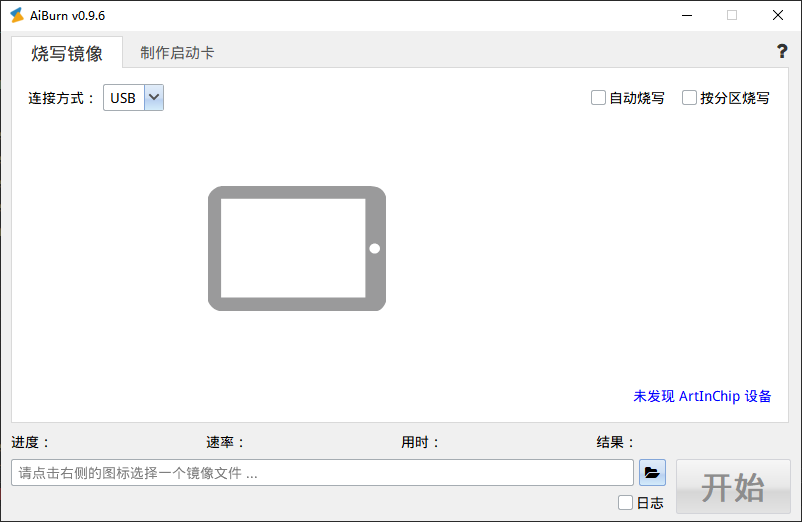 AiBurn v0.9.6
烧写镜像 制作启动卡 ?
连接方式： USB 自动烧写 按分区烧写
未发现 ArtInChip 设备
进度： 速率： 用时： 结果：
请点击右侧的图标选择一个镜像文件 ...
开始
日志